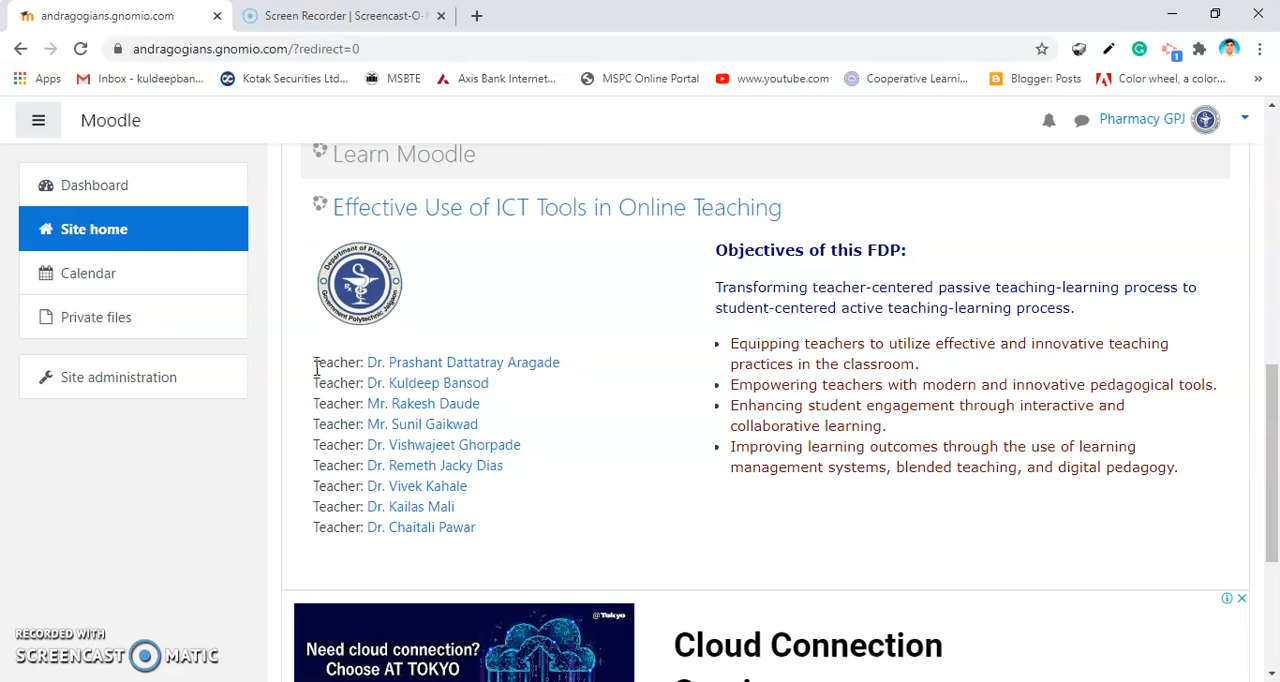 andragogians.gnomio.com
Screen Recorder | Screencast-O-
andragogians.gnomio.com/?redirect=0
1
Apps
Inbox - kuldeepban...
Kotak Securities Ltd...
MSBTE
Axis Bank Internet...
MSPC Online Portal
www.youtube.com
Cooperative Learni...
Blogger: Posts
Color wheel, a color...
Moodle
Pharmacy GPJ
Dashboard
Site home
Calendar
Private files
Site administration
Learn Moodle
Effective Use of ICT Tools in Online Teaching
Department of Pharmacy
Government Polytechnic Jalgaon
Teacher: Dr. Prashant Dattatray Aragade
Teacher: Dr. Kuldeep Bansod
Teacher: Mr. Rakesh Daude
Teacher: Mr. Sunil Gaikwad
Teacher: Dr. Vishwajeet Ghorpade
Teacher: Dr. Remeth Jacky Dias
Teacher: Dr. Vivek Kahale
Teacher: Dr. Kailas Mali
Teacher: Dr. Chaitali Pawar
Objectives of this FDP:
Transforming teacher-centered passive teaching-learning process to
student-centered active teaching-learning process.
Equipping teachers to utilize effective and innovative teaching
practices in the classroom.
Empowering teachers with modern and innovative pedagogical tools.
Enhancing student engagement through interactive and
collaborative learning.
Improving learning outcomes through the use of learning
management systems, blended teaching, and digital pedagogy.
@Tokyo
Need cloud connection?
Choose AT TOKYO
Cloud Connection
RECORDED WITH
SCREENCAST MATIC